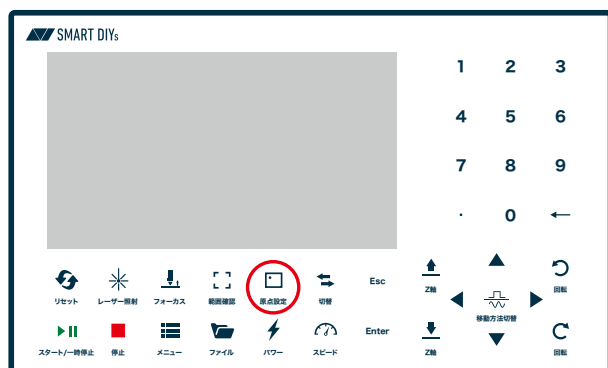 SMART DIYs
1 2 3
4 5 6
7 8 9
. 0 ←
リセット レーザー照射 フォーカス 範囲確認 原点設定 切替 Esc Z軸 回転
移動方法切替
スタート/一時停止 停止 メニュー ファイル パワー スピード Enter Z軸 回転